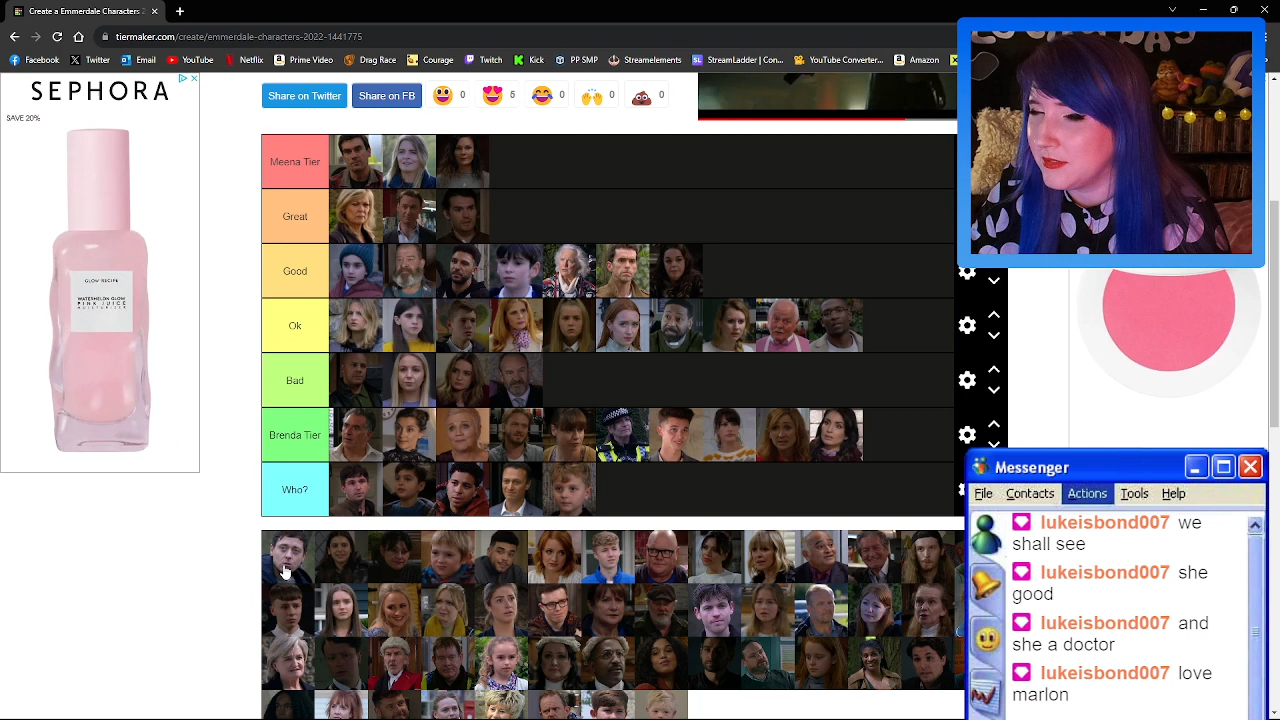 Create a Emmerdale Characters 2
tiermaker.com/create/emmerdale-characters-2022-1441775
Facebook
Twitter
Email
YouTube
Netflix
Prime Video
Drag Race
Course
Twitch
Kick
PP SMP
Streamelements
StreamLadder | Con...
YouTube Converter
Amazon
SEPHORA
SAVE 20%
GLOW RECIPE
WATERMELON GLOW
PINK JUICE
MOISTURIZER
Share on Twitter
Share on FB
0
5
0
0
0
Meena Tier
Great
Good
Ok
Bad
Brenda Tier
Who?
Messenger
File Contacts Actions Tools Help
lukeisbond007 we
shall see
lukeisbond007 she
good
lukeisbond007 and
she a doctor
lukeisbond007 love
marlon